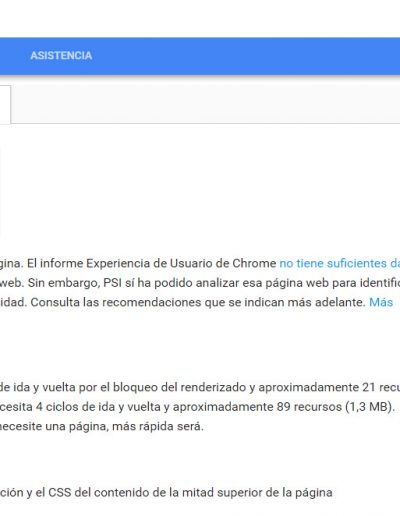 ASISTENCIA
gina. El informe Experiencia de Usuario de Chrome no tiene suficientes da
web. Sin embargo, PSI sí ha podido analizar esa página web para identific
idad. Consulta las recomendaciones que se indican más adelante. Más
de ida y vuelta por el bloqueo del renderizado y aproximadamente 21 recu
cesita 4 ciclos de ida y vuelta y aproximadamente 89 recursos (1,3 MB).
necesite una página, más rápida será.
ción y el CSS del contenido de la mitad superior de la página